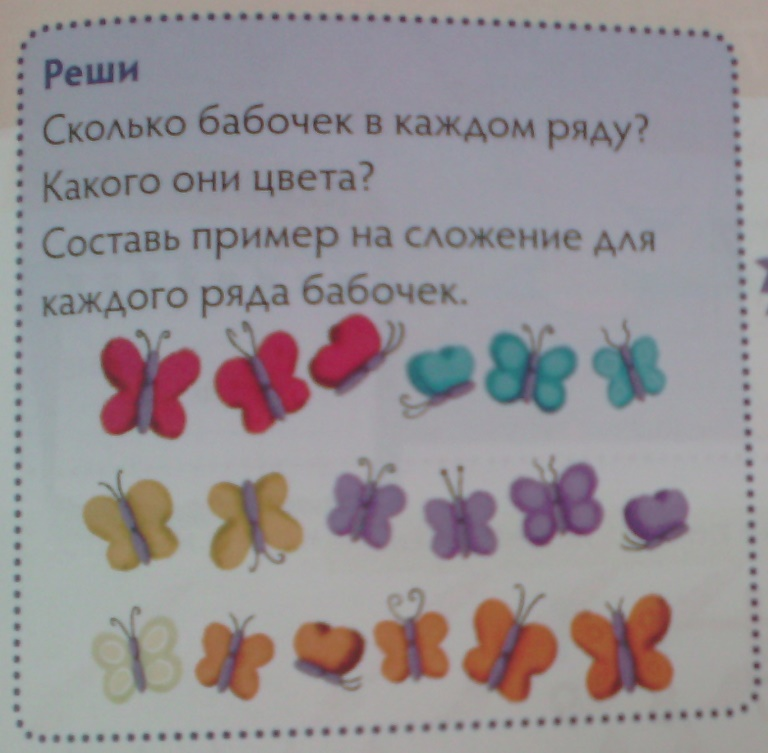 Реши
Сколько бабочек в каждом ряду?
Какого они цвета?
Составь пример на сложение для
каждого ряда бабочек.